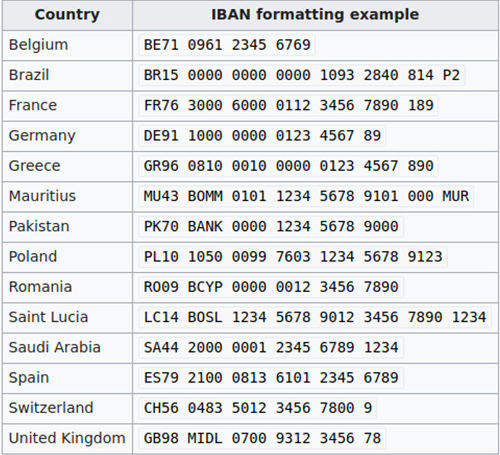 Country IBAN formatting example
Belgium BE71 0961 2345 6769
Brazil BR15 0000 0000 0000 1093 2840 814 P2
France FR76 3000 6000 0112 3456 7890 189
Germany DE91 1000 0000 0123 4567 89
Greece GR96 0810 0010 0000 0123 4567 890
Mauritius MU43 BOMM 0101 1234 5678 9101 000 MUR
Pakistan PK70 BANK 0000 1234 5678 9000
Poland PL10 1050 0099 7603 1234 5678 9123
Romania RO09 BCYP 0000 0012 3456 7890
Saint Lucia LC14 BOSL 1234 5678 9012 3456 7890 1234
Saudi Arabia SA44 2000 0001 2345 6789 1234
Spain ES79 2100 0813 6101 2345 6789
Switzerland CH56 0483 5012 3456 7800 9
United Kingdom GB98 MIDL 0700 9312 3456 78